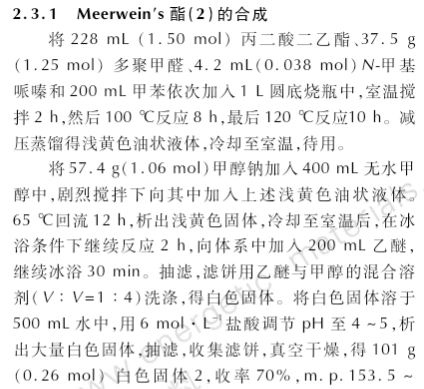 2.3.1 Meerwein's 酯(2)的合成
将 228 mL (1.50 mol) 丙二酸二乙酯、37.5 g
(1.25 mol) 多聚甲醛、4.2 mL(0.038 mol)N-甲基
哌嗪和 200 mL 甲苯依次加入 1 L 圆底烧瓶中,室温搅
拌 2 h,然后 100 ℃反应 8 h,最后 120 ℃反应10 h。减
压蒸馏得浅黄色油状液体,冷却至室温,待用。
将57.4 g(1.06 mol)甲醇钠加入 400 mL 无水甲
醇中,剧烈搅拌下向其中加入上述浅黄色油状液体。
65 ℃回流 12 h,析出浅黄色固体,冷却至室温后,在冰
浴条件下继续反应 2 h,向体系中加入 200 mL 乙醚,
继续冰浴 30 min。抽滤,滤饼用乙醚与甲醇的混合溶
剂(V∶V=1∶4)洗涤,得白色固体。将白色固体溶于
500 mL 水中,用 6 mol·L⁻¹盐酸调节 pH 至 4~5,析
出大量白色固体,抽滤,收集滤饼,真空干燥,得 101 g
(0.26 mol) 白色固体 2,收率 70%, m. p. 153.5 ~